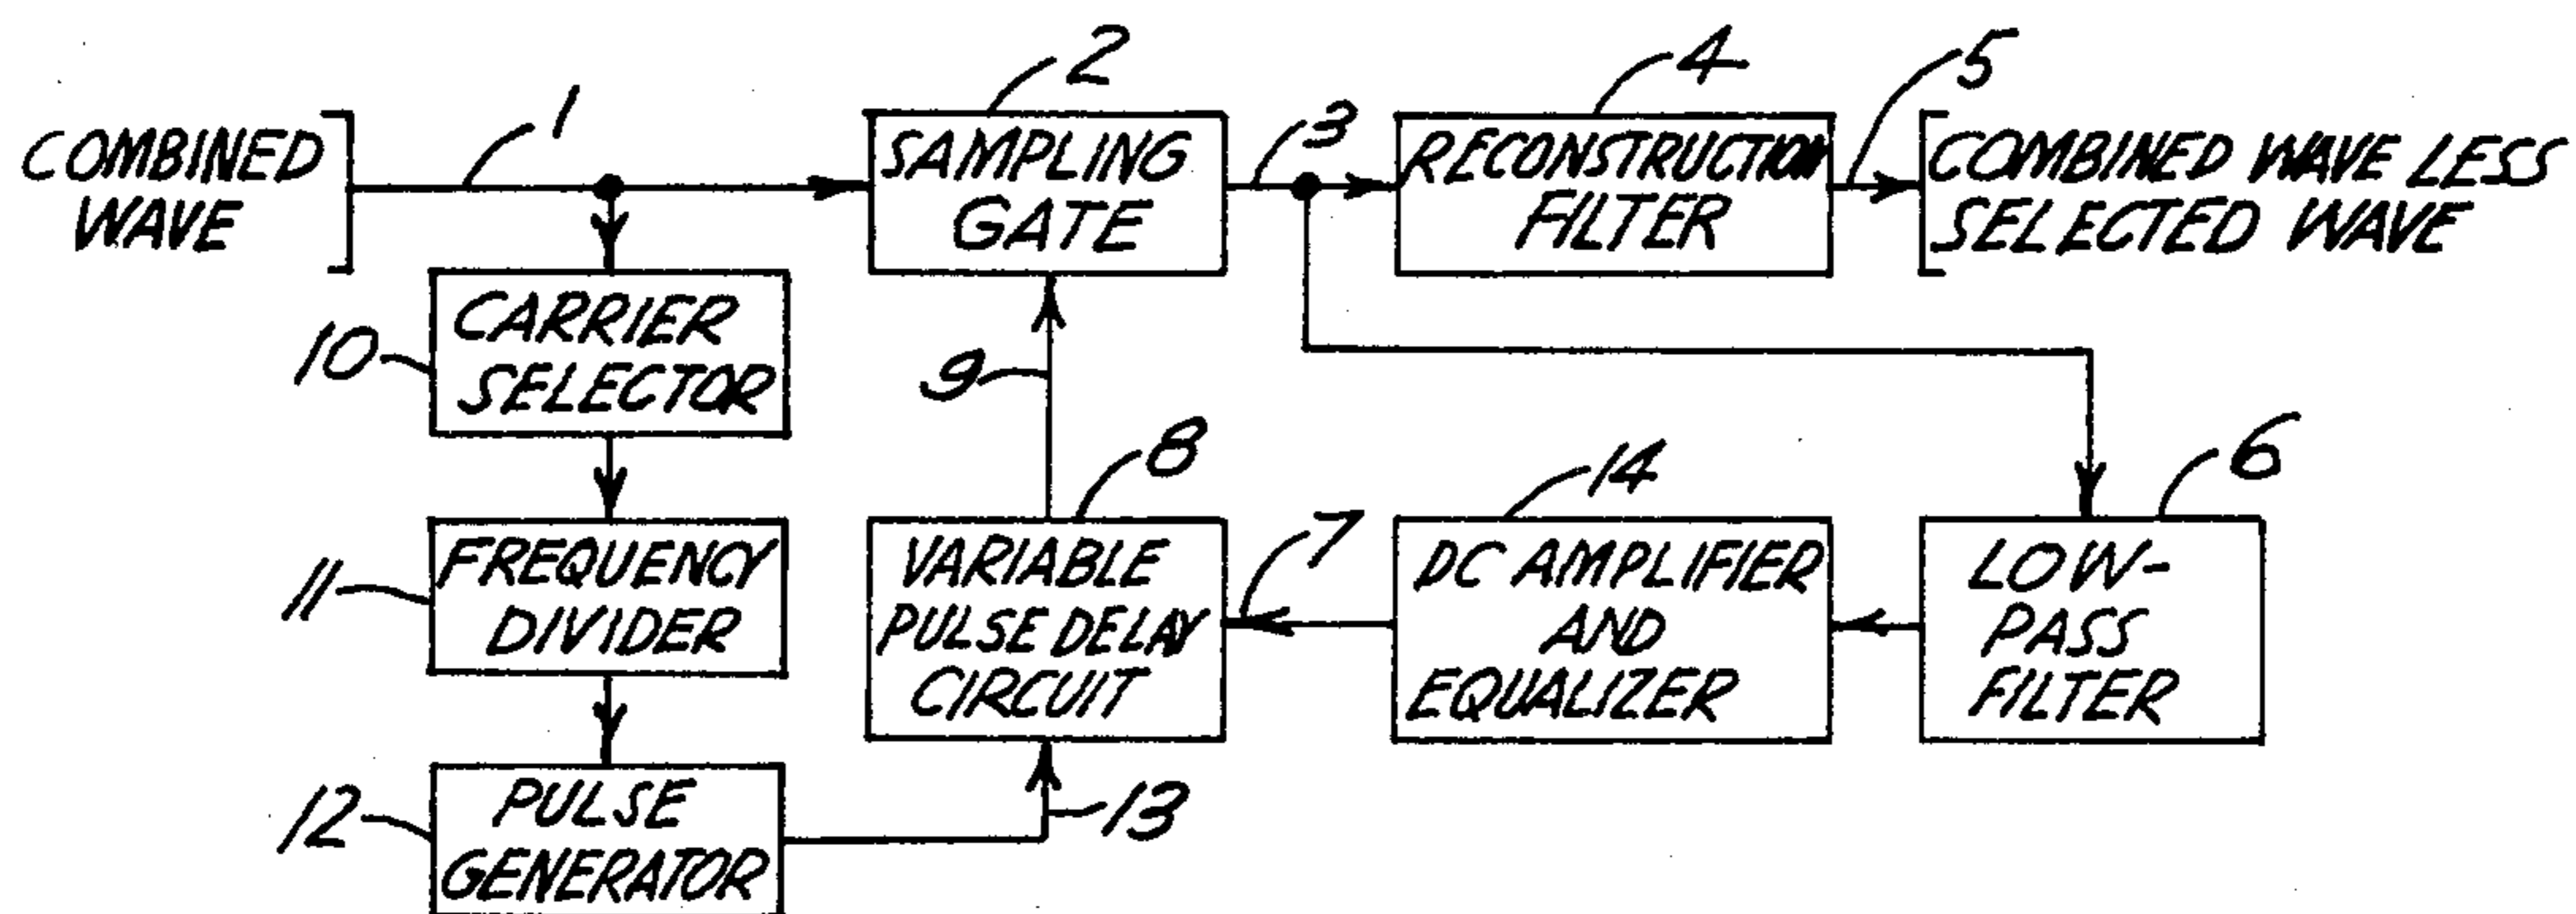 1
2
3
4
5
COMBINED
WAVE
SAMPLING
GATE
RECONSTRUCTION
FILTER
COMBINED WAVE LESS
SELECTED WAVE
10
CARRIER
SELECTOR
9
8
14
6
7
11
FREQUENCY
DIVIDER
VARIABLE
PULSE DELAY
CIRCUIT
DC AMPLIFIER
AND
EQUALIZER
LOW-
PASS
FILTER
12
PULSE
GENERATOR
13